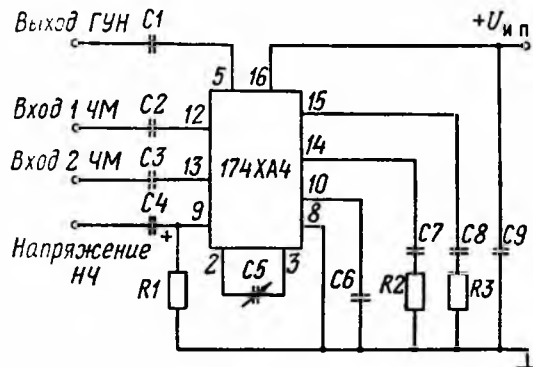 Выход ГУН
C1
+Uи п
5
16
Вход 1 ЧМ
C2
12
15
Вход 2 ЧМ
C3
13
174ХА4
14
C4
+
9
10
8
Напряжение
НЧ
R1
2
C5
3
C6
C7
R2
C8
R3
C9